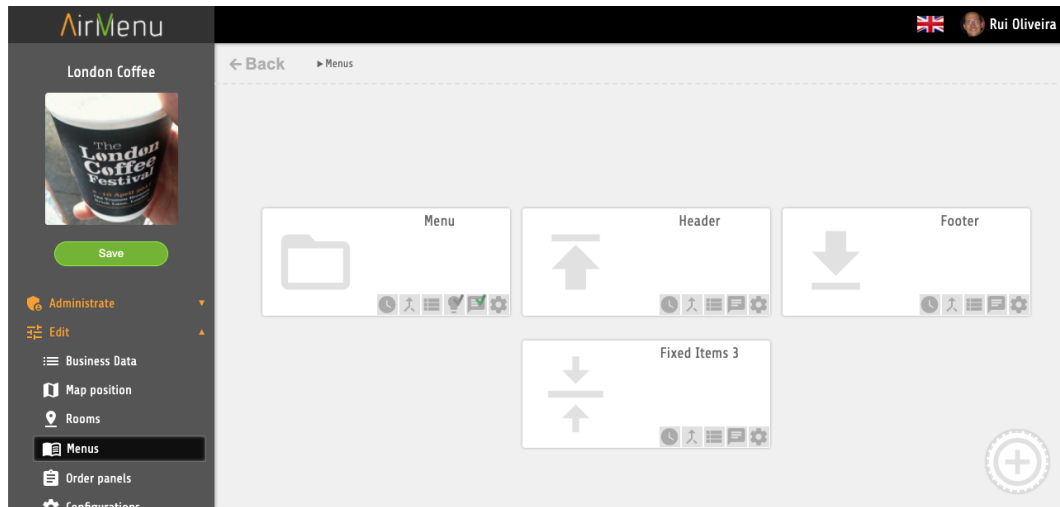 AirMenu
Rui Oliveira
London Coffee
← Back
▸ Menus
The
London
Coffee
Festival
Save
Menu
Header
Footer
Fixed Items 3
Administrate
Edit
Business Data
Map position
Rooms
Menus
Order panels
Configurations